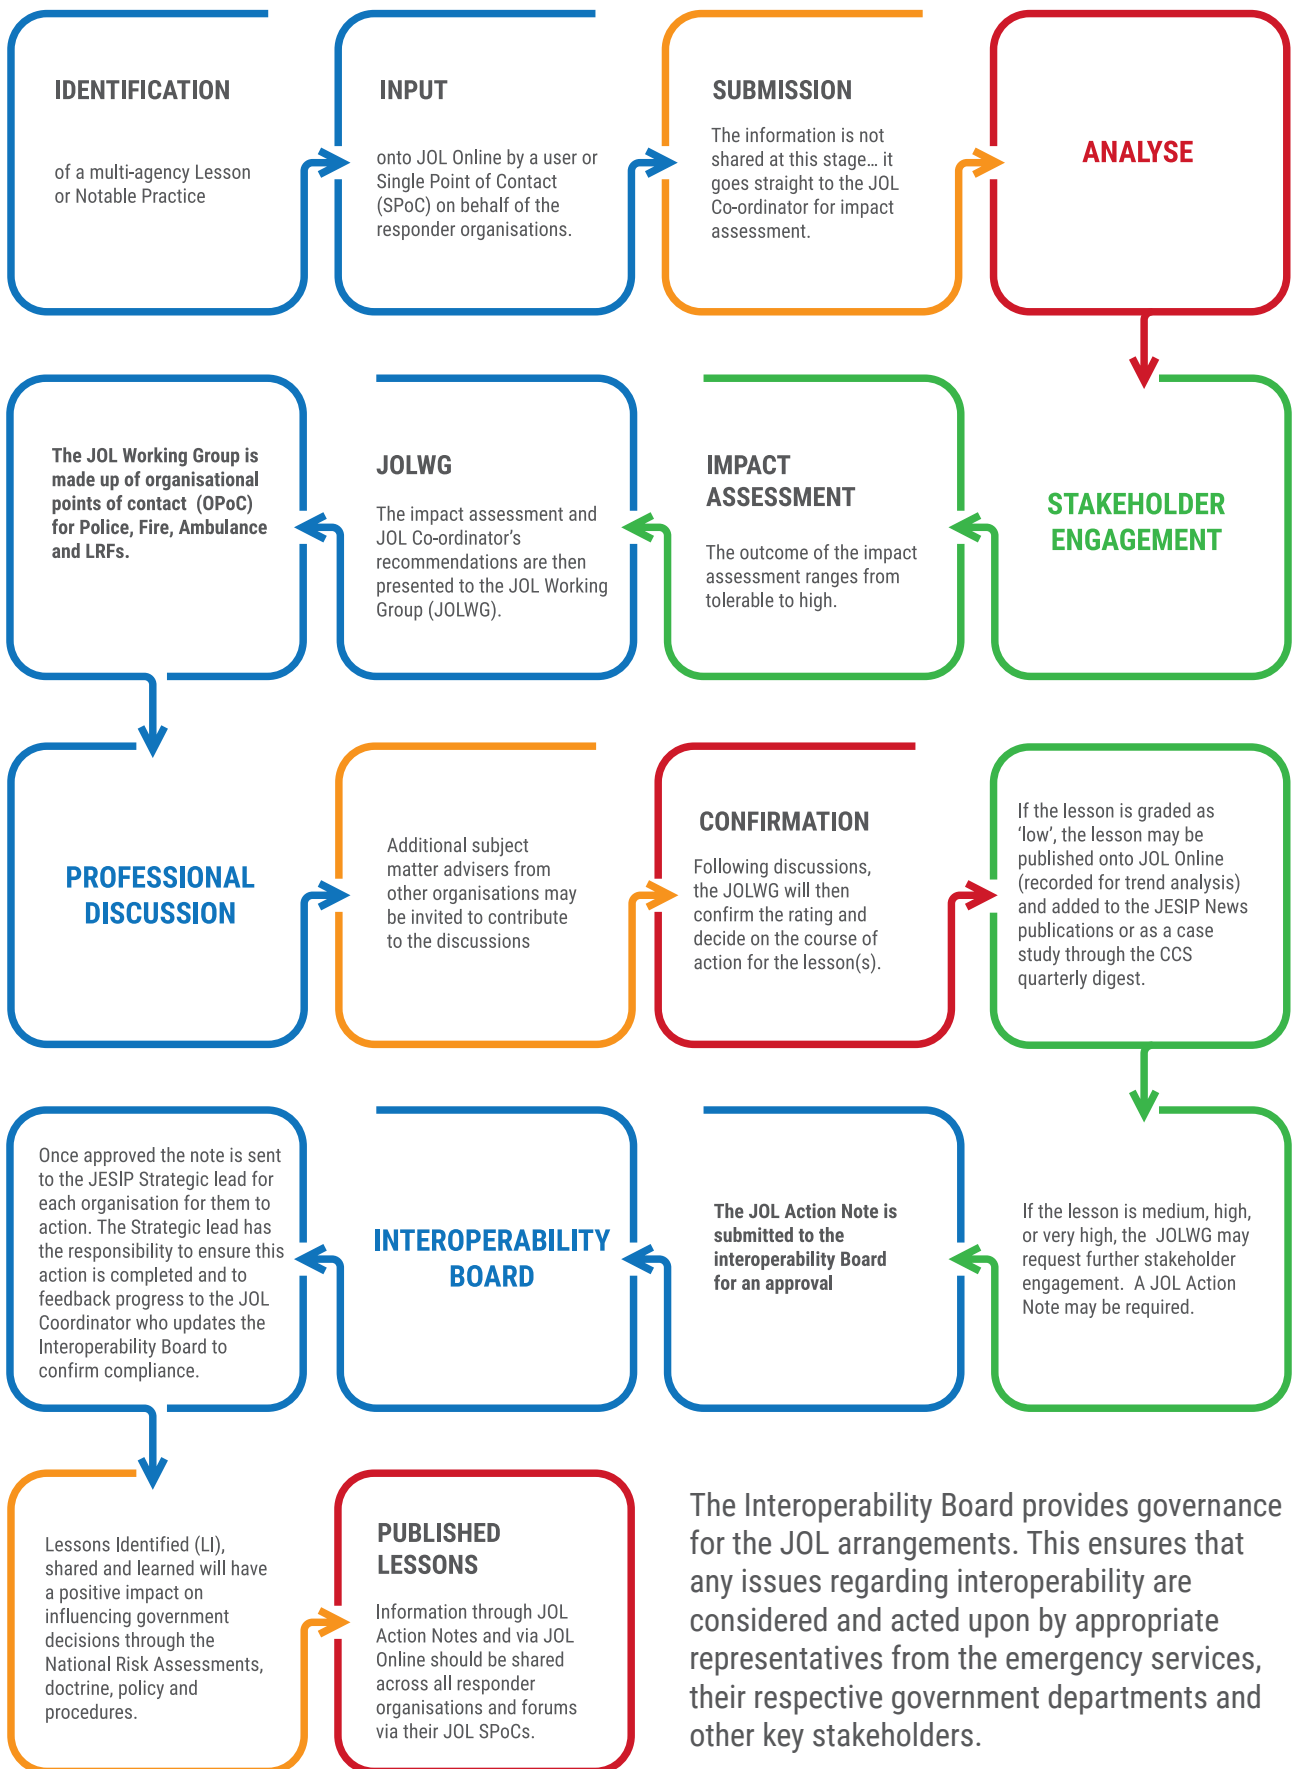 IDENTIFICATION
of a multi-agency Lesson
or Notable Practice
INPUT
onto JOL Online by a user or
Single Point of Contact
(SPoC) on behalf of the
responder organisations.
SUBMISSION
The information is not
shared at this stage... it
goes straight to the JOL
Co-ordinator for impact
assessment.
ANALYSE
STAKEHOLDER
ENGAGEMENT
IMPACT
ASSESSMENT
The outcome of the impact
assessment ranges from
tolerable to high.
JOLWG
The impact assessment and
JOL Co-ordinator's
recommendations are then
presented to the JOL Working
Group (JOLWG).
The JOL Working Group is
made up of organisational
points of contact (OPoC)
for Police, Fire, Ambulance
and LRFs.
PROFESSIONAL
DISCUSSION
Additional subject
matter advisers from
other organisations may
be invited to contribute
to the discussions
CONFIRMATION
Following discussions,
the JOLWG will then
confirm the rating and
decide on the course of
action for the lesson(s).
If the lesson is graded as
‘low’, the lesson may be
published onto JOL Online
(recorded for trend analysis)
and added to the JESIP News
publications or as a case
study through the CCS
quarterly digest.
If the lesson is medium, high,
or very high, the JOLWG may
request further stakeholder
engagement. A JOL Action
Note may be required.
The JOL Action Note is
submitted to the
interoperability Board
for an approval
INTEROPERABILITY
BOARD
Once approved the note is sent
to the JESIP Strategic lead for
each organisation for them to
action. The Strategic lead has
the responsibility to ensure this
action is completed and to
feedback progress to the JOL
Coordinator who updates the
Interoperability Board to
confirm compliance.
Lessons Identified (LI),
shared and learned will have
a positive impact on
influencing government
decisions through the
National Risk Assessments,
doctrine, policy and
procedures.
PUBLISHED
LESSONS
Information through JOL
Action Notes and via JOL
Online should be shared
across all responder
organisations and forums
via their JOL SPoCs.
The Interoperability Board provides governance
for the JOL arrangements. This ensures that
any issues regarding interoperability are
considered and acted upon by appropriate
representatives from the emergency services,
their respective government departments and
other key stakeholders.